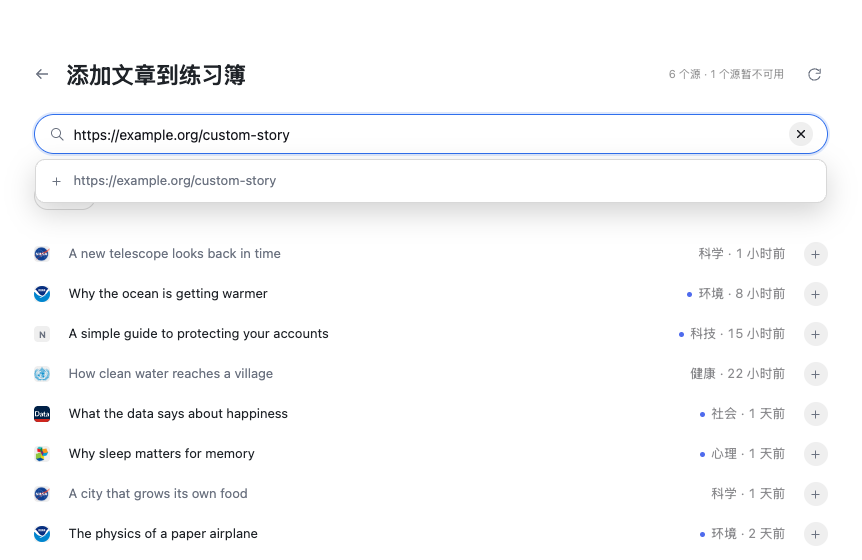 添加文章到练习簿
6 个源 · 1 个源暂不可用
https://example.org/custom-story
https://example.org/custom-story
A new telescope looks back in time 科学 · 1 小时前
Why the ocean is getting warmer 环境 · 8 小时前
N A simple guide to protecting your accounts 科技 · 15 小时前
How clean water reaches a village 健康 · 22 小时前
Data What the data says about happiness 社会 · 1 天前
Why sleep matters for memory 心理 · 1 天前
A city that grows its own food 科学 · 1 天前
The physics of a paper airplane 环境 · 2 天前